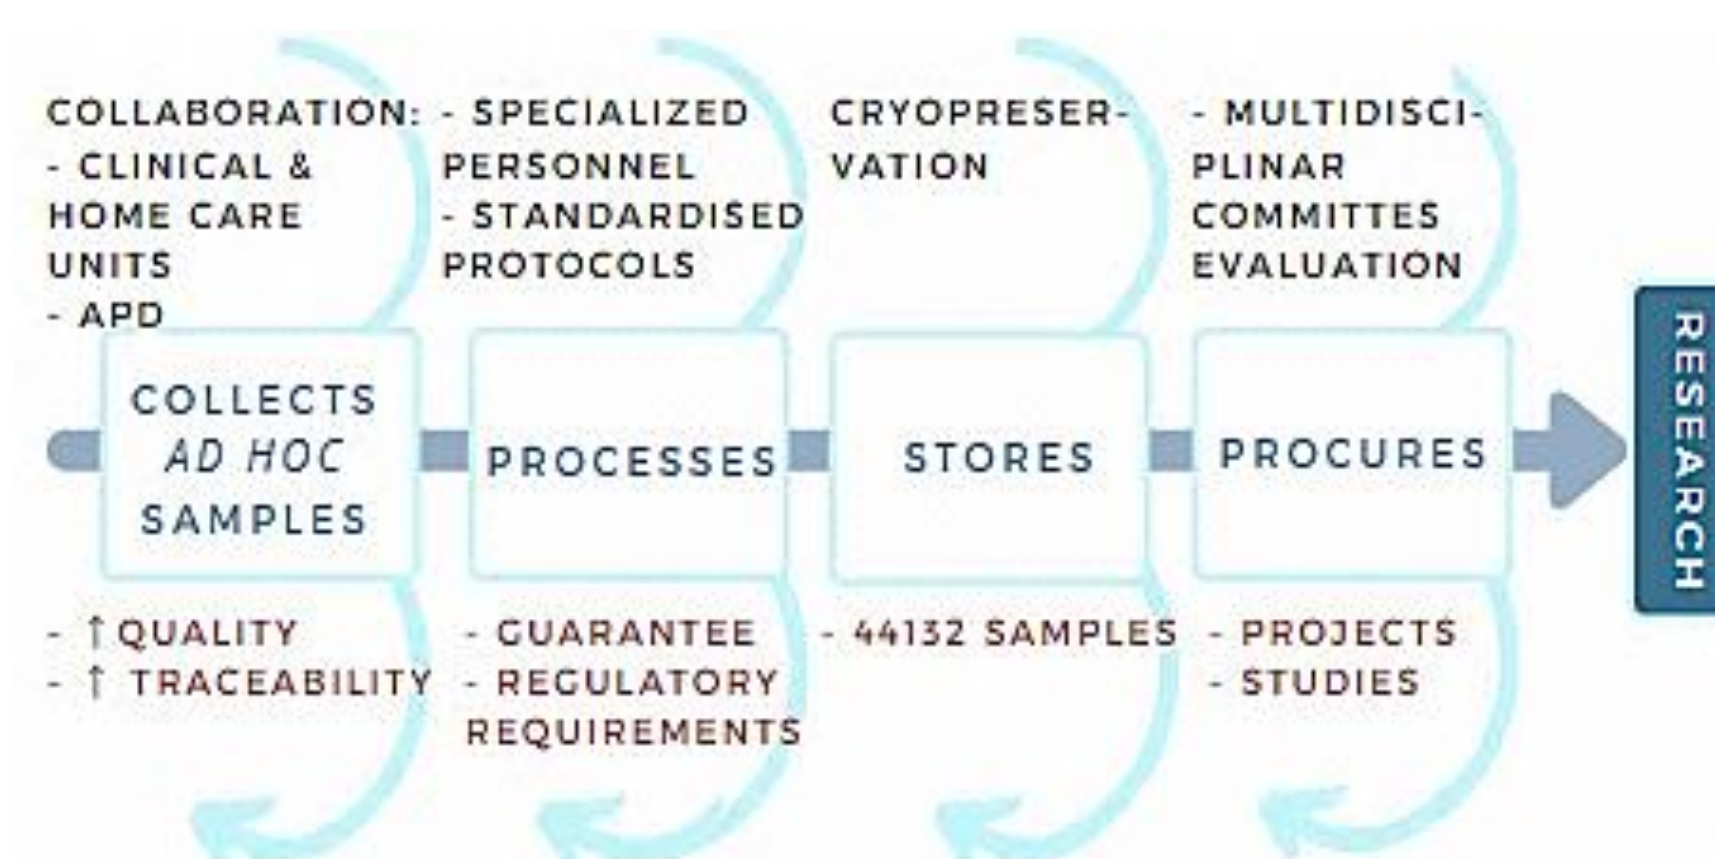 COLLABORATION:
- CLINICAL &
HOME CARE
UNITS
- APD
- SPECIALIZED
PERSONNEL
- STANDARDISED
PROTOCOLS
CRYOPRESER-
VATION
- MULTIDISCI-
PLINAR
COMMITTES
EVALUATION
COLLECTS
AD HOC
SAMPLES
PROCESSES
STORES
PROCURES
RESEARCH
- ↑ QUALITY
- ↑ TRACEABILITY
- GUARANTEE
- REGULATORY
REQUIREMENTS
- 44132 SAMPLES
- PROJECTS
- STUDIES